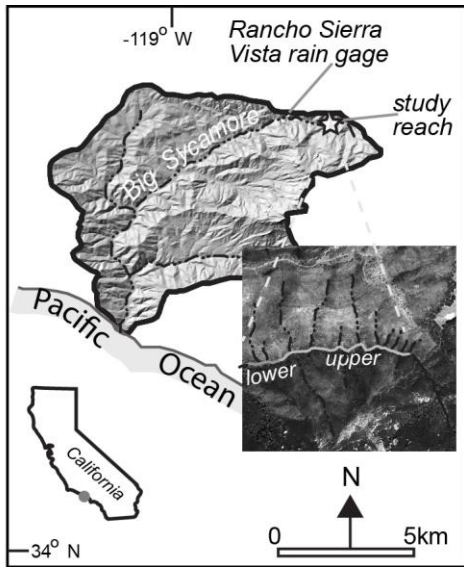 -119° W
Rancho Sierra
Vista rain gage
study
reach
Big Sycamore
Pacific
Ocean
lower
upper
California
N
0 5km
34° N